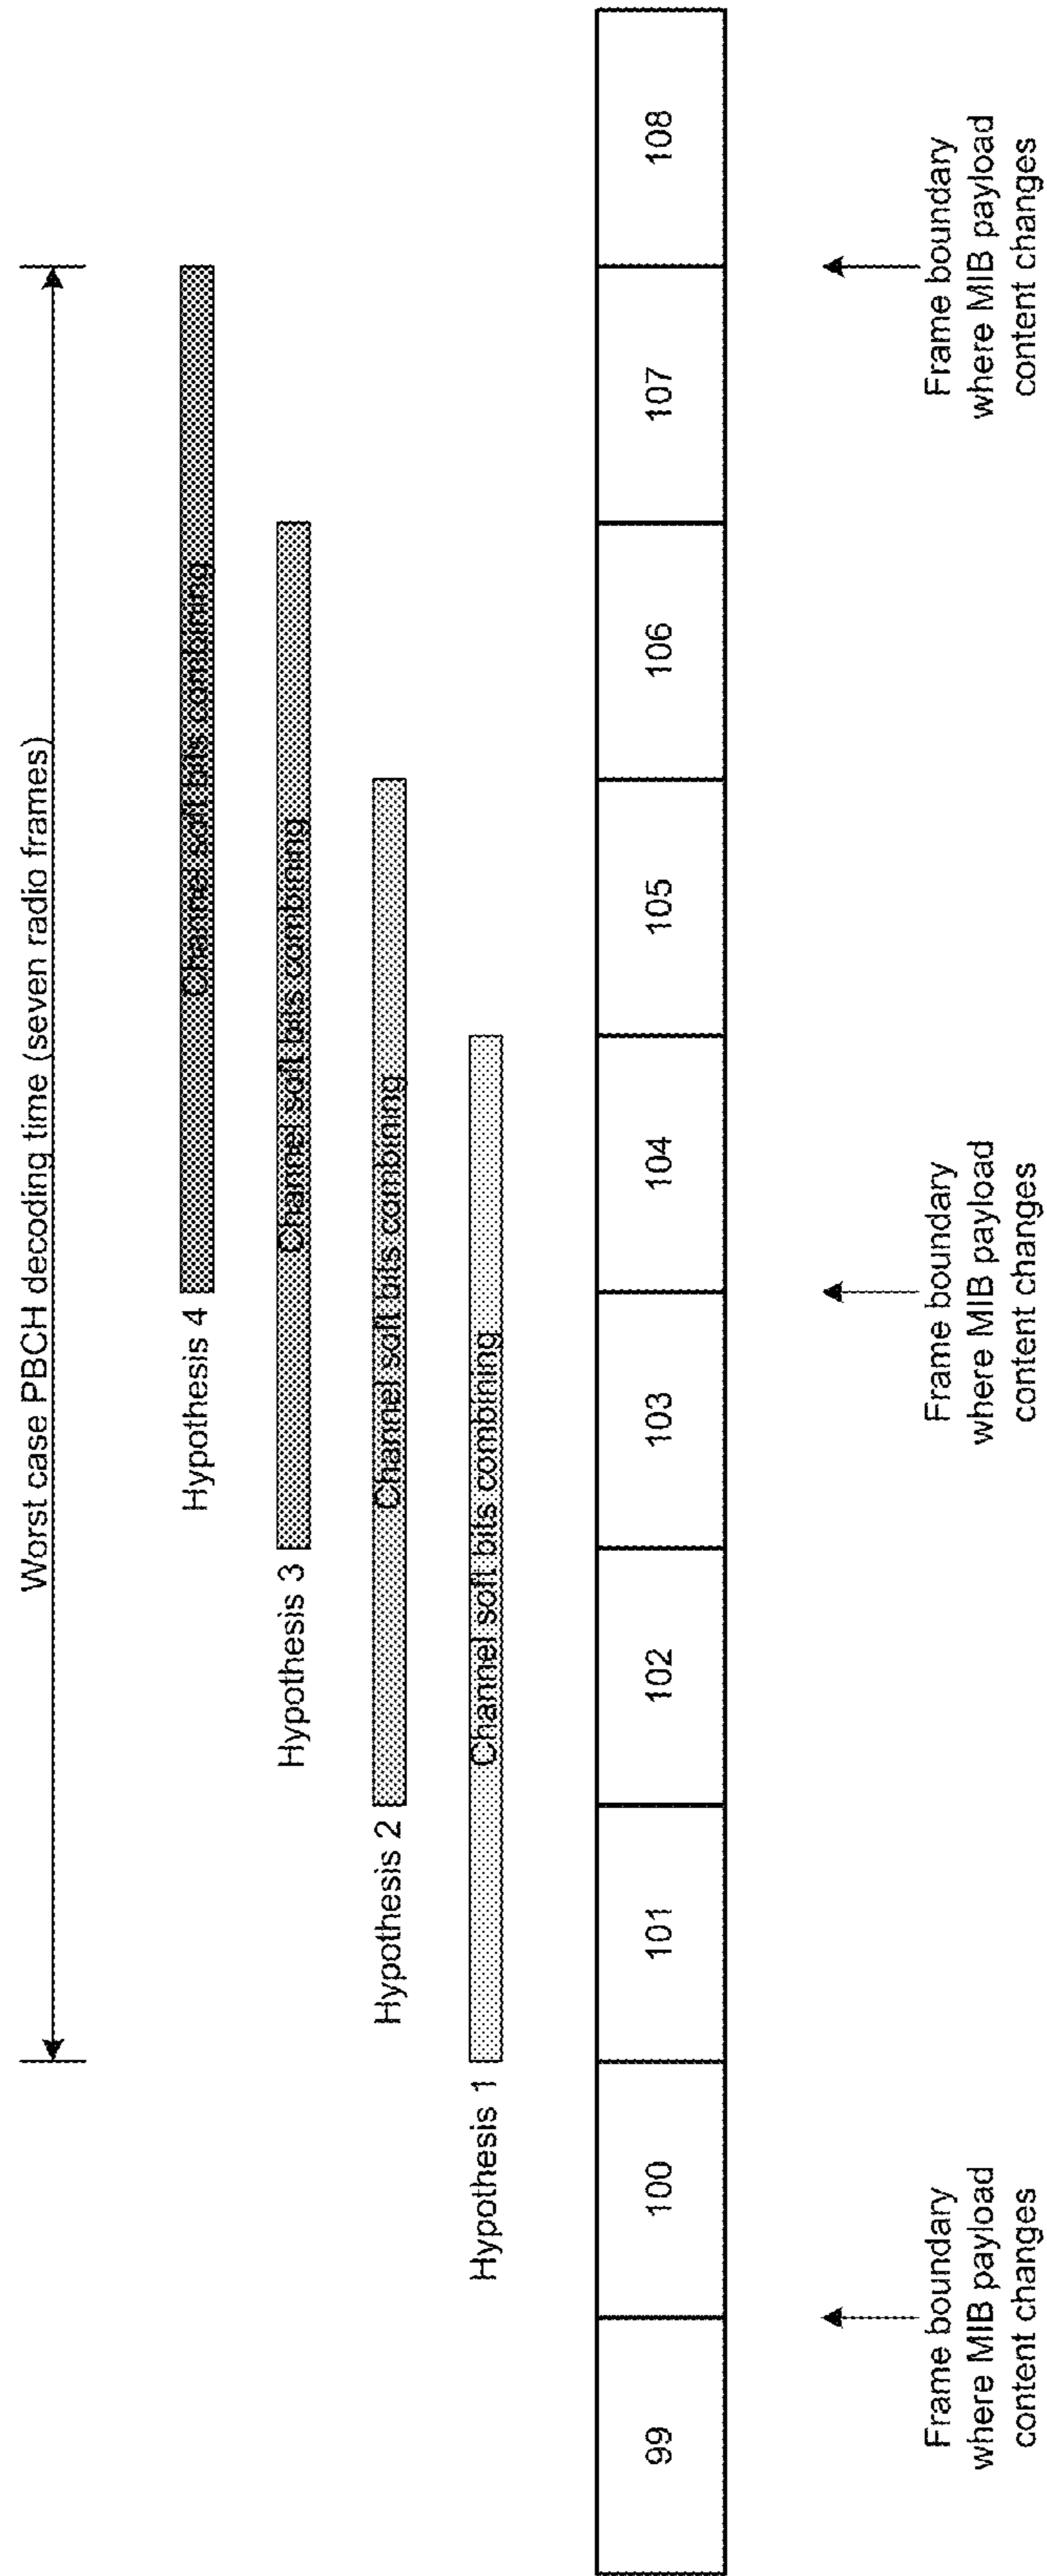 Worst case PBCH decoding time (seven radio frames)
Hypothesis 4
Channel soft bits combining
Hypothesis 3
Channel soft bits combining
Hypothesis 2
Channel soft bits combining
Hypothesis 1
Channel soft bits combining
99
100
101
102
103
104
105
106
107
108
Frame boundary
where MIB payload
content changes
Frame boundary
where MIB payload
content changes
Frame boundary
where MIB payload
content changes